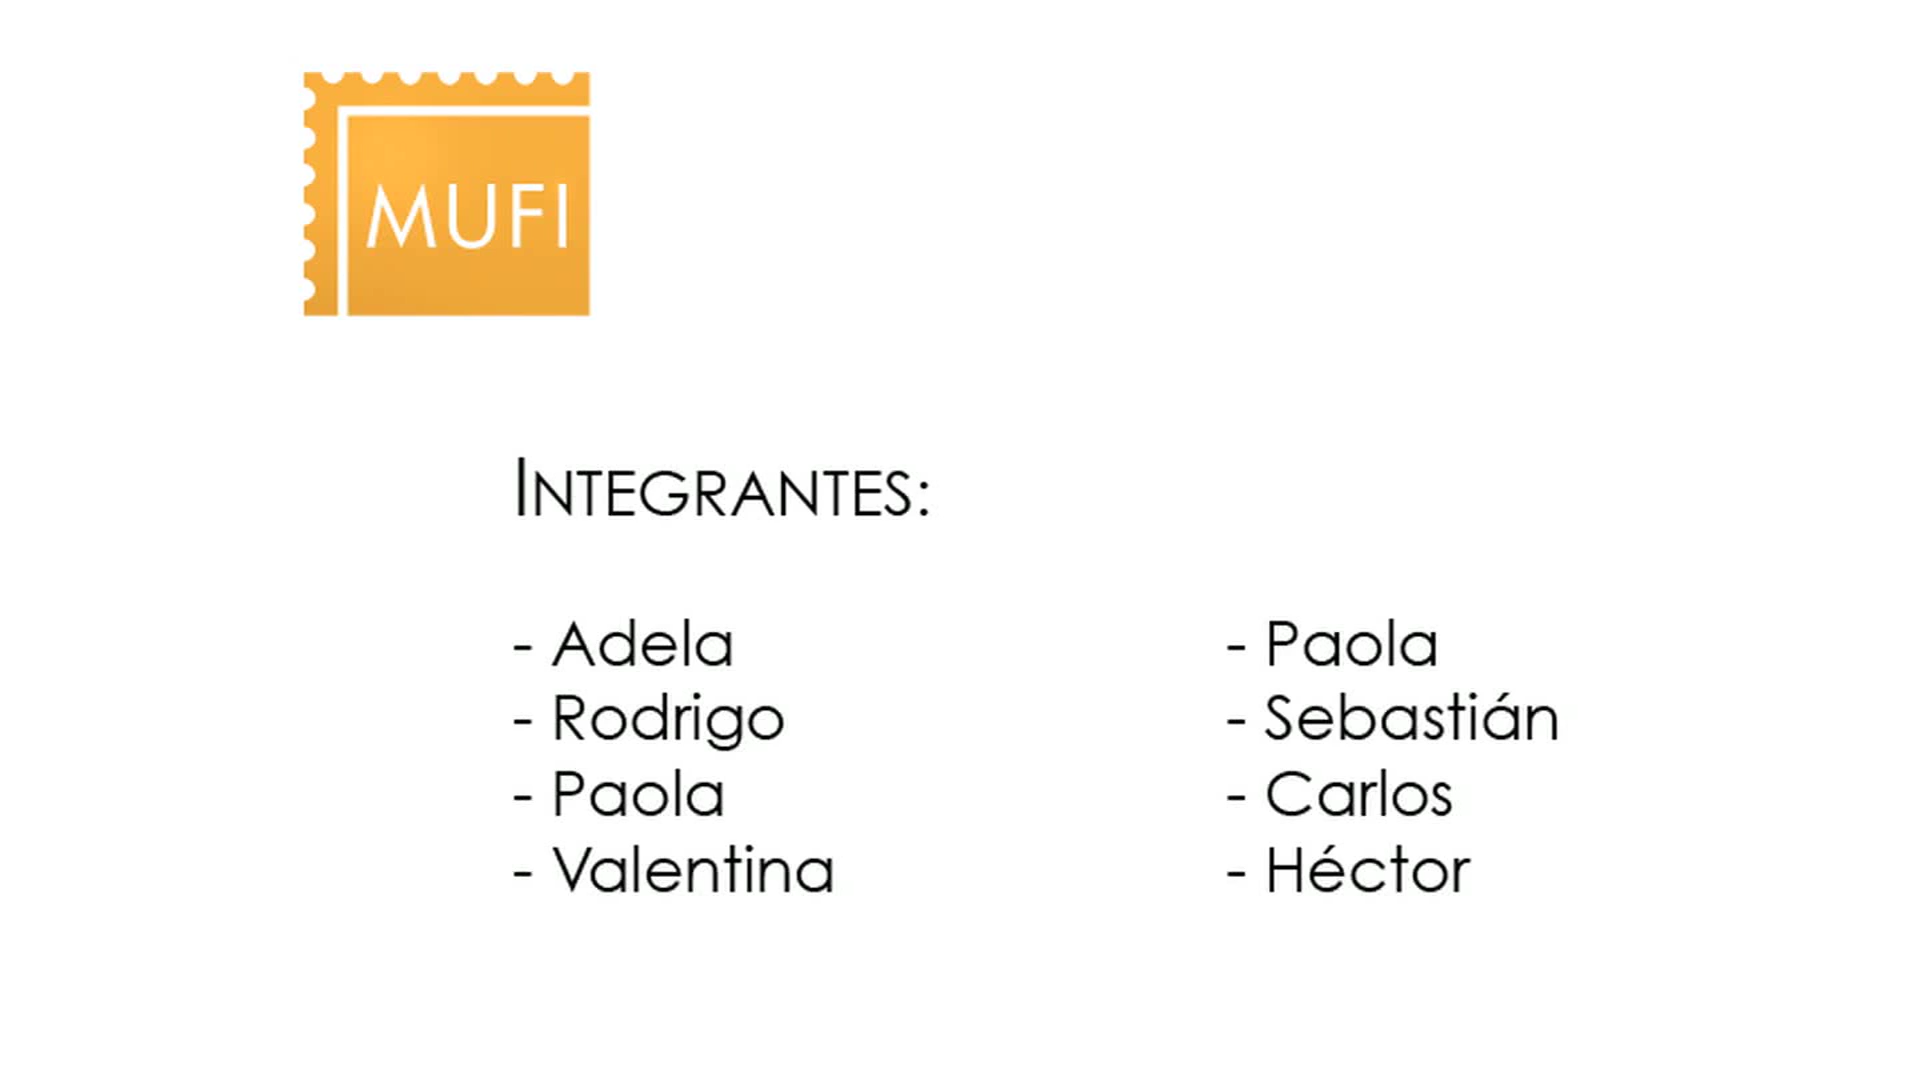 MUFI
INTEGRANTES:
- Adela
- Rodrigo
- Paola
- Valentina
- Paola
- Sebastián
- Carlos
- Héctor